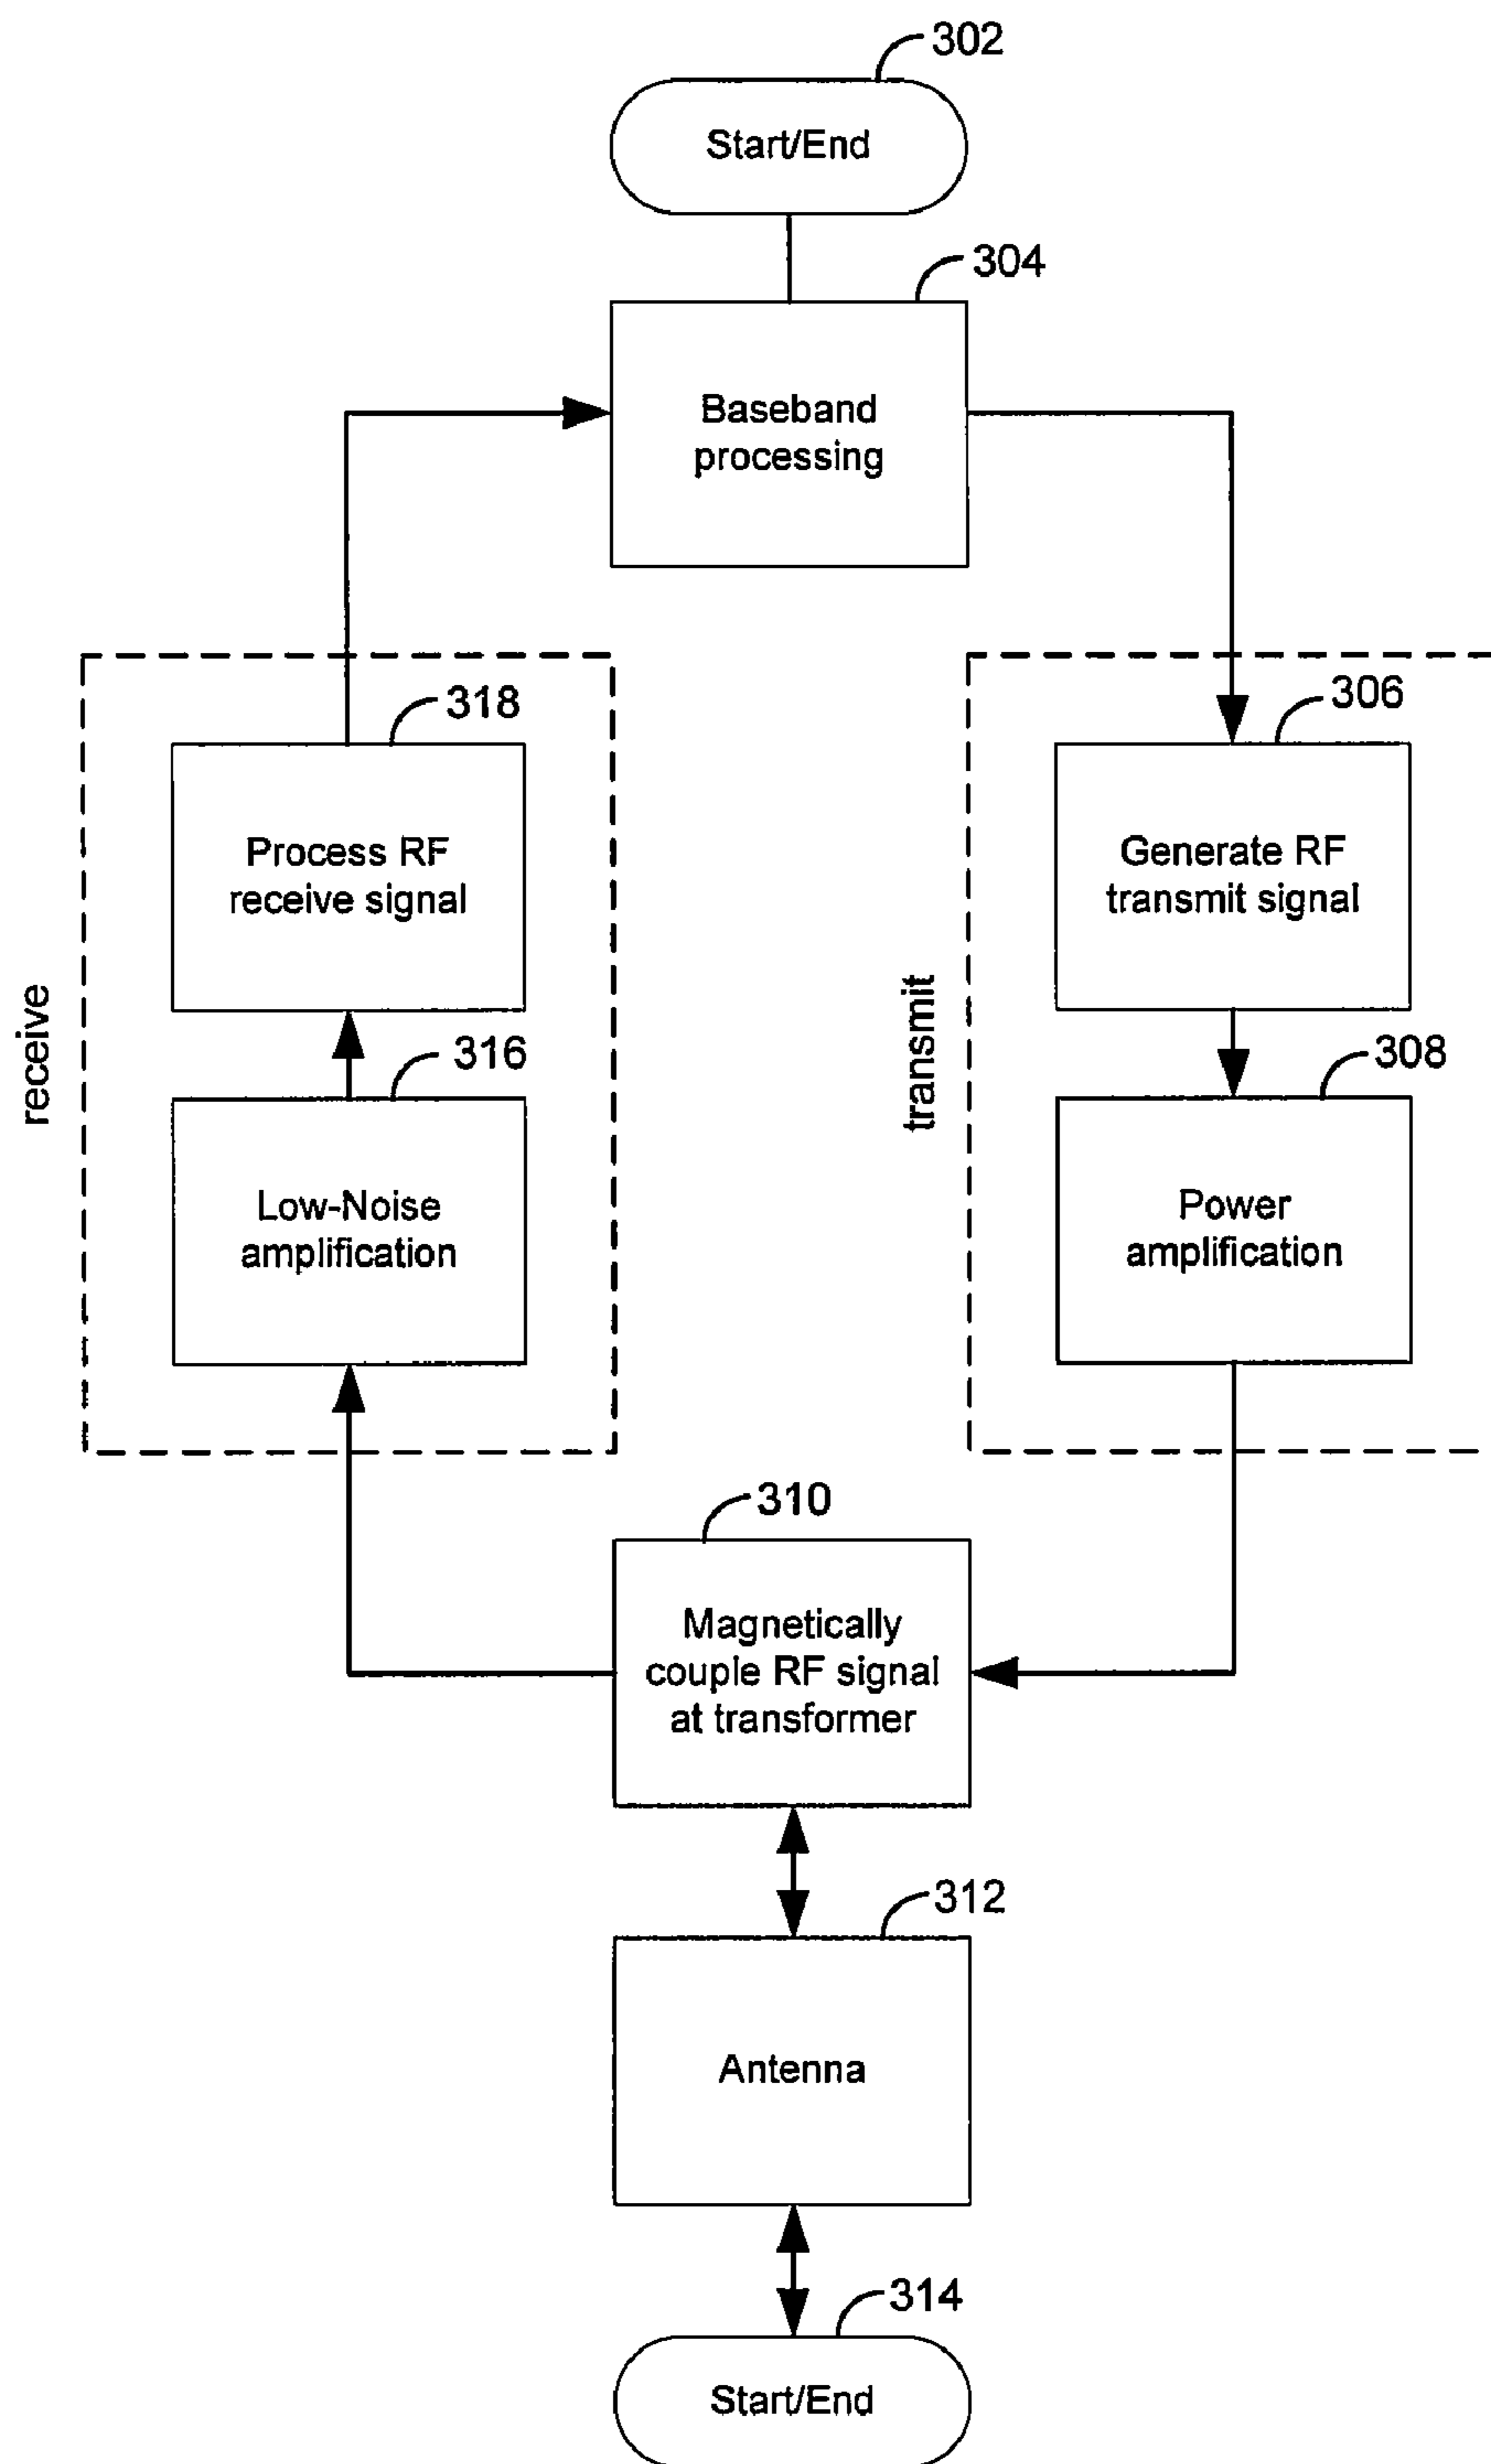 302
Start/End
304
Baseband
processing
318
306
Process RF
receive signal
Generate RF
transmit signal
receive
transmit
316
308
Low-Noise
amplification
Power
amplification
310
Magnetically
couple RF signal
at transformer
312
Antenna
314
Start/End